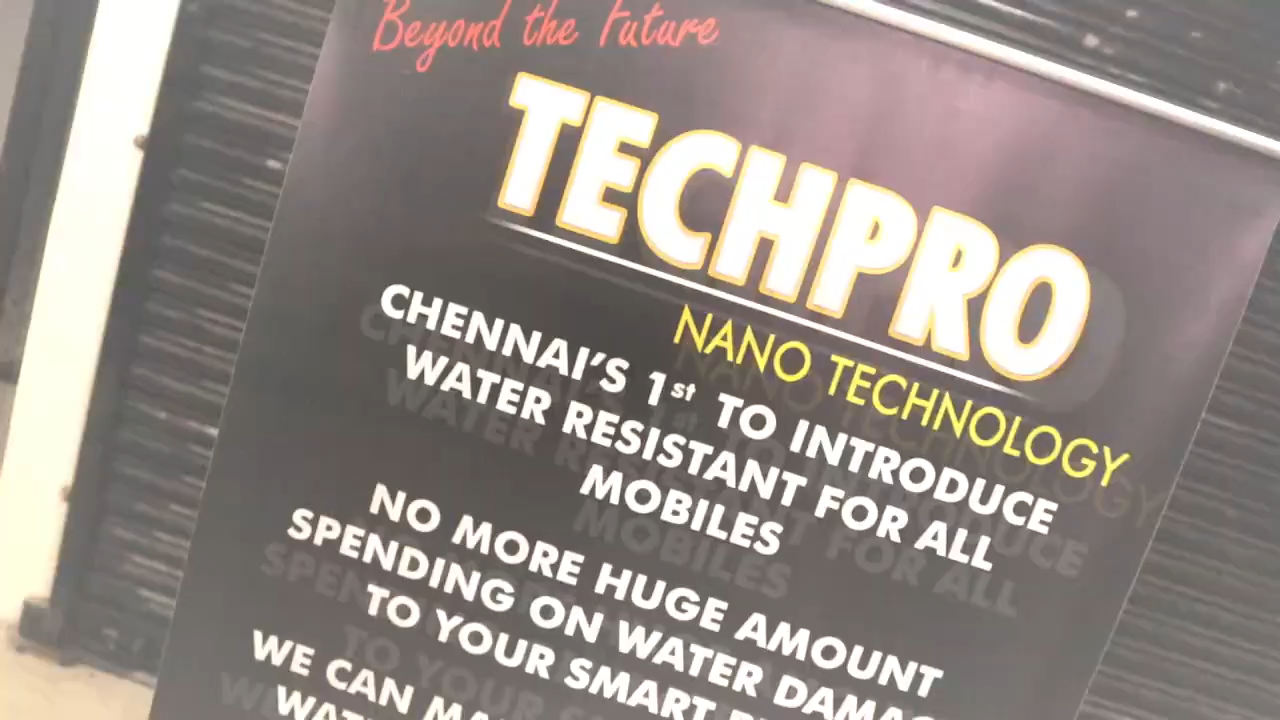 Beyond the Future
TECHPRO
NANO TECHNOLOGY
CHENNAI'S 1st TO INTRODUCE
WATER RESISTANT FOR ALL
MOBILES
NO MORE HUGE AMOUNT
SPENDING ON WATER
TO YOUR SMART
WE CAN